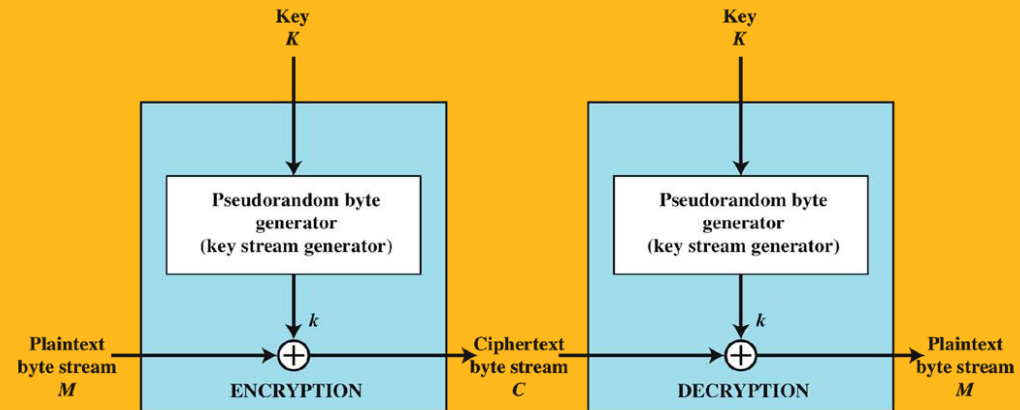 Key
K
Key
K
Pseudorandom byte
generator
(key stream generator)
Pseudorandom byte
generator
(key stream generator)
k
k
Plaintext
byte stream
M
ENCRYPTION
Ciphertext
byte stream
C
DECRYPTION
Plaintext
byte stream
M